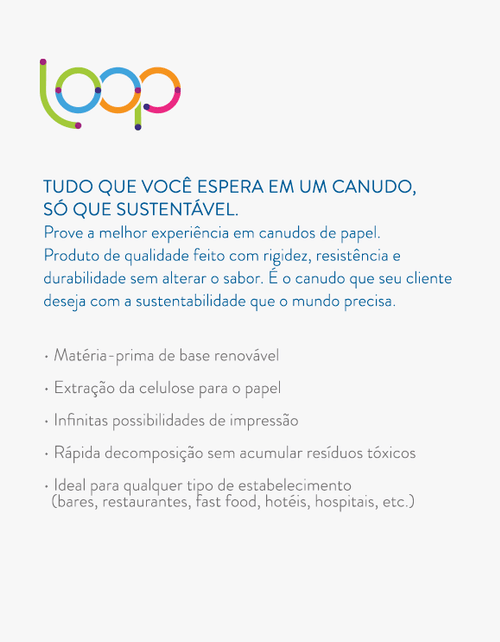 loop
TUDO QUE VOCÊ ESPERA EM UM CANUDO,
SÓ QUE SUSTENTÁVEL.
Prove a melhor experiência em canudos de papel.
Produto de qualidade feito com rigidez, resistência e
durabilidade sem alterar o sabor. É o canudo que seu cliente
deseja com a sustentabilidade que o mundo precisa.
• Matéria-prima de base renovável
• Extração da celulose para o papel
• Infinitas possibilidades de impressão
• Rápida decomposição sem acumular resíduos tóxicos
• Ideal para qualquer tipo de estabelecimento
(bares, restaurantes, fast food, hotéis, hospitais, etc.)